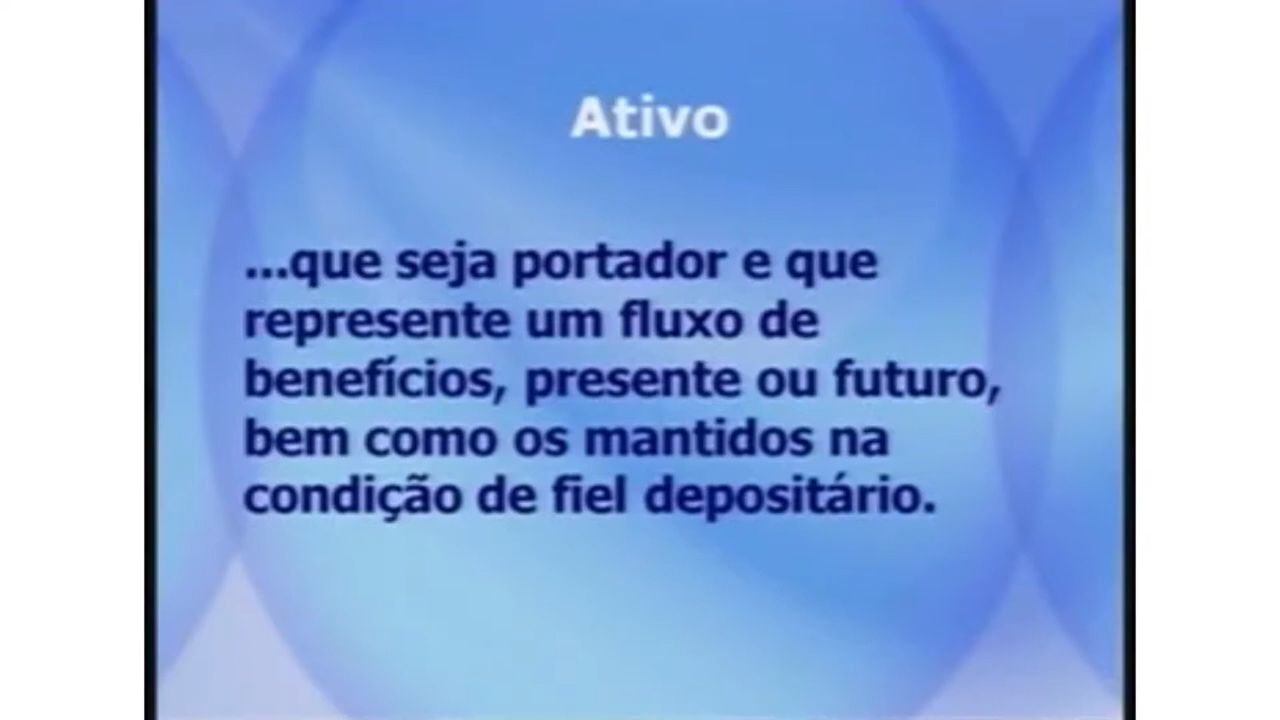 Ativo
...que seja portador e que
represente um fluxo de
benefícios, presente ou futuro,
bem como os mantidos na
condição de fiel depositário.